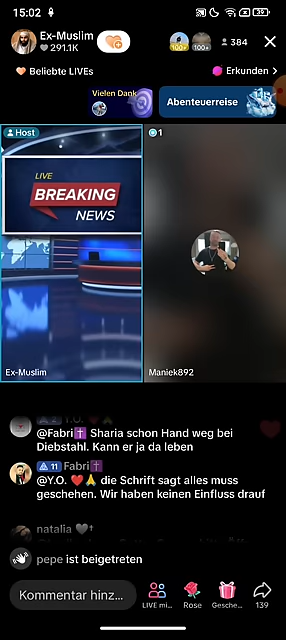 15:02
39
Ex-Muslim
291.1K
100+
100+
384
Beliebte LIVEs
Erkunden
Vielen Dank
Abenteuerreise
Host
1
LIVE
BREAKING
NEWS
Ex-Muslim
Maniek892
Y.O.
@Fabri✝️ Sharia schon Hand weg bei
Diebstahl. Kann er ja da leben
11 Fabri✝️
@Y.O. ❤️🙏 die Schrift sagt alles muss
geschehen. Wir haben keinen Einfluss drauf
natalia 🤍†
pepe ist beigetreten
Kommentar hinz...
LIVE mi...
Rose
Gesche...
139